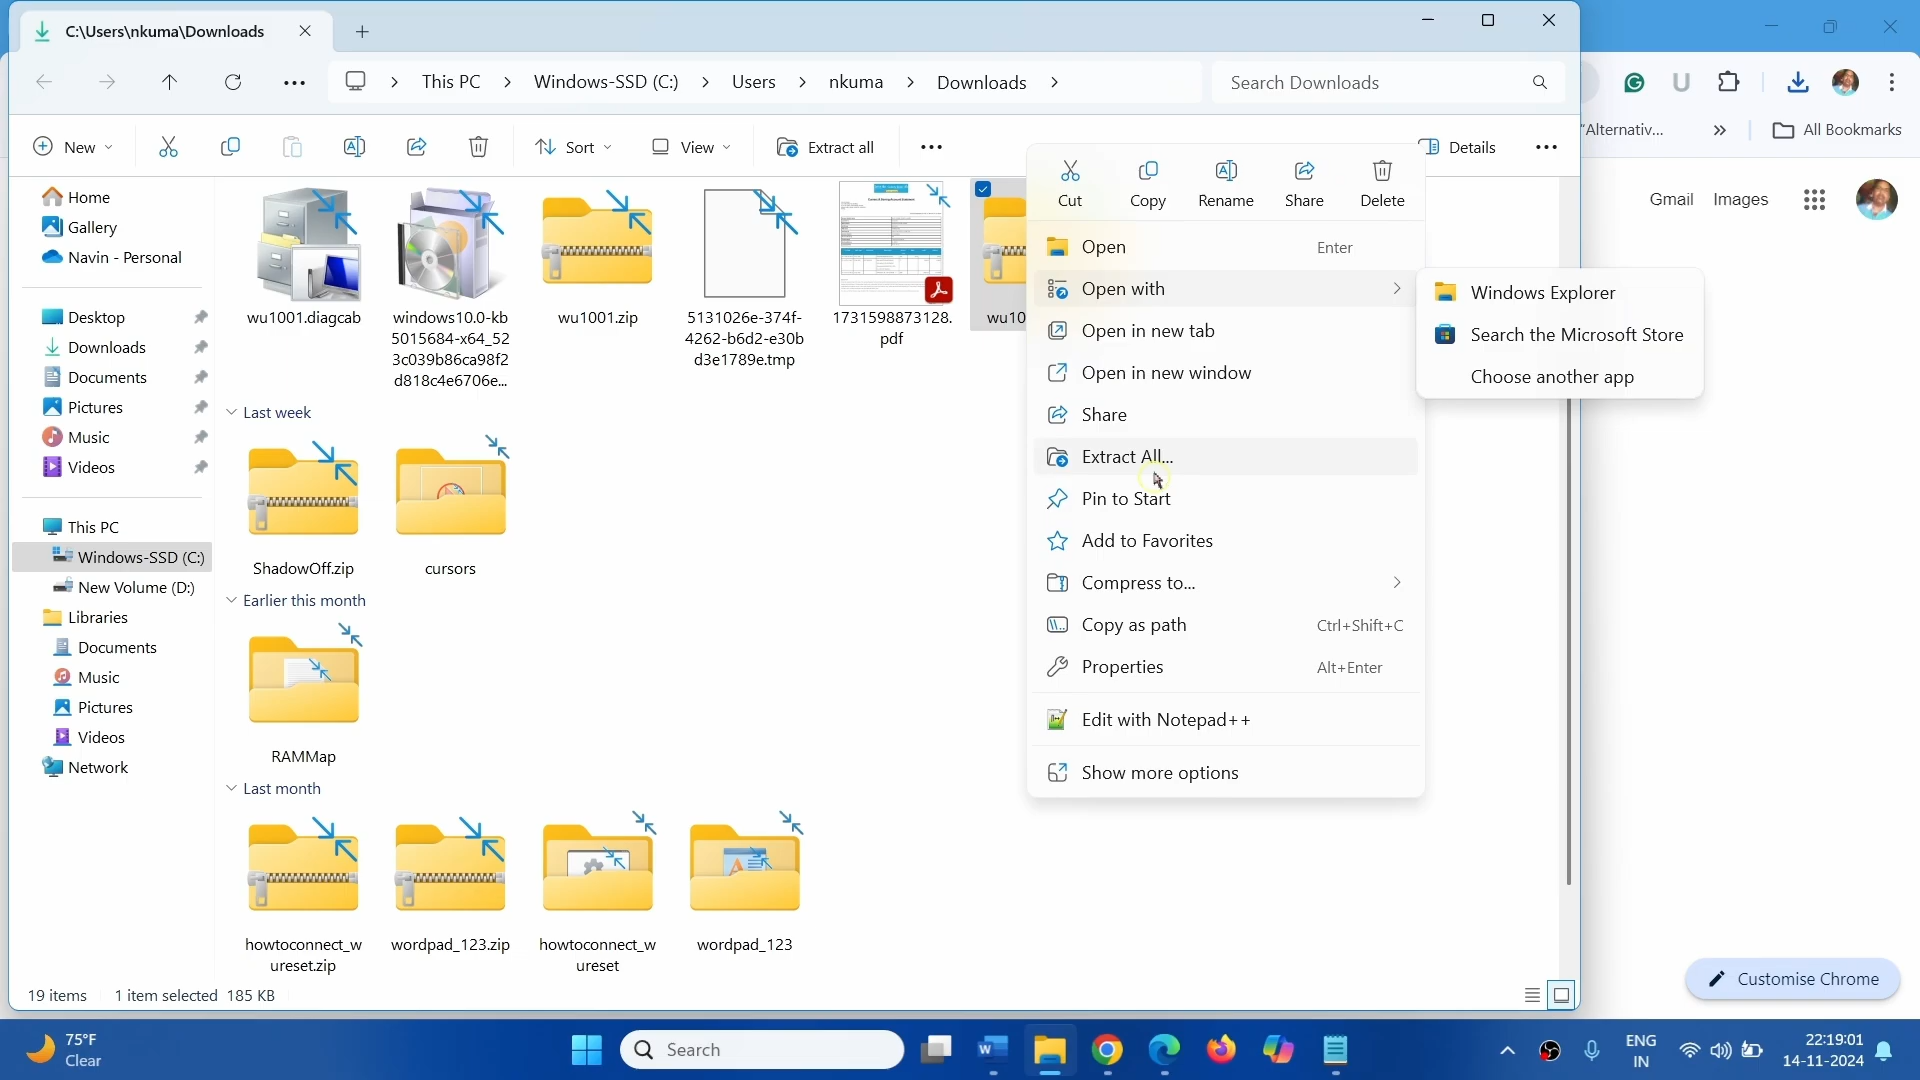 C:\Users\nkuma\Downloads
This PC
Windows-SSD (C:)
Users
nkuma
Downloads
Search Downloads
"Alternativ...
All Bookmarks
New
Sort
View
Extract all
Details
Gmail
Images
Home
Gallery
Navin - Personal
Desktop
Downloads
Documents
Pictures
Music
Videos
This PC
Windows-SSD (C:)
New Volume (D:)
Libraries
Documents
Music
Pictures
Videos
Network
wu1001.diagcab
windows10.0-kb
5015684-x64_52
3c039b86ca98f2
d818c4e6706e...
wu1001.zip
5131026e-374f-
4262-b6d2-e30b
d3e1789e.tmp
1731598873128.
pdf
wu10
Last week
ShadowOff.zip
cursors
Earlier this month
RAMMap
Last month
howtoconnect_w
ureset.zip
wordpad_123.zip
howtoconnect_w
ureset
wordpad_123
Cut
Copy
Rename
Share
Delete
Open Enter
Open with
Open in new tab
Open in new window
Share
Extract All...
Pin to Start
Add to Favorites
Compress to...
Copy as path Ctrl+Shift+C
Properties Alt+Enter
Edit with Notepad++
Show more options
Windows Explorer
Search the Microsoft Store
Choose another app
19 items 1 item selected 185 KB
Customise Chrome
75°F
Clear
Search
ENG
IN
22:19:01
14-11-2024